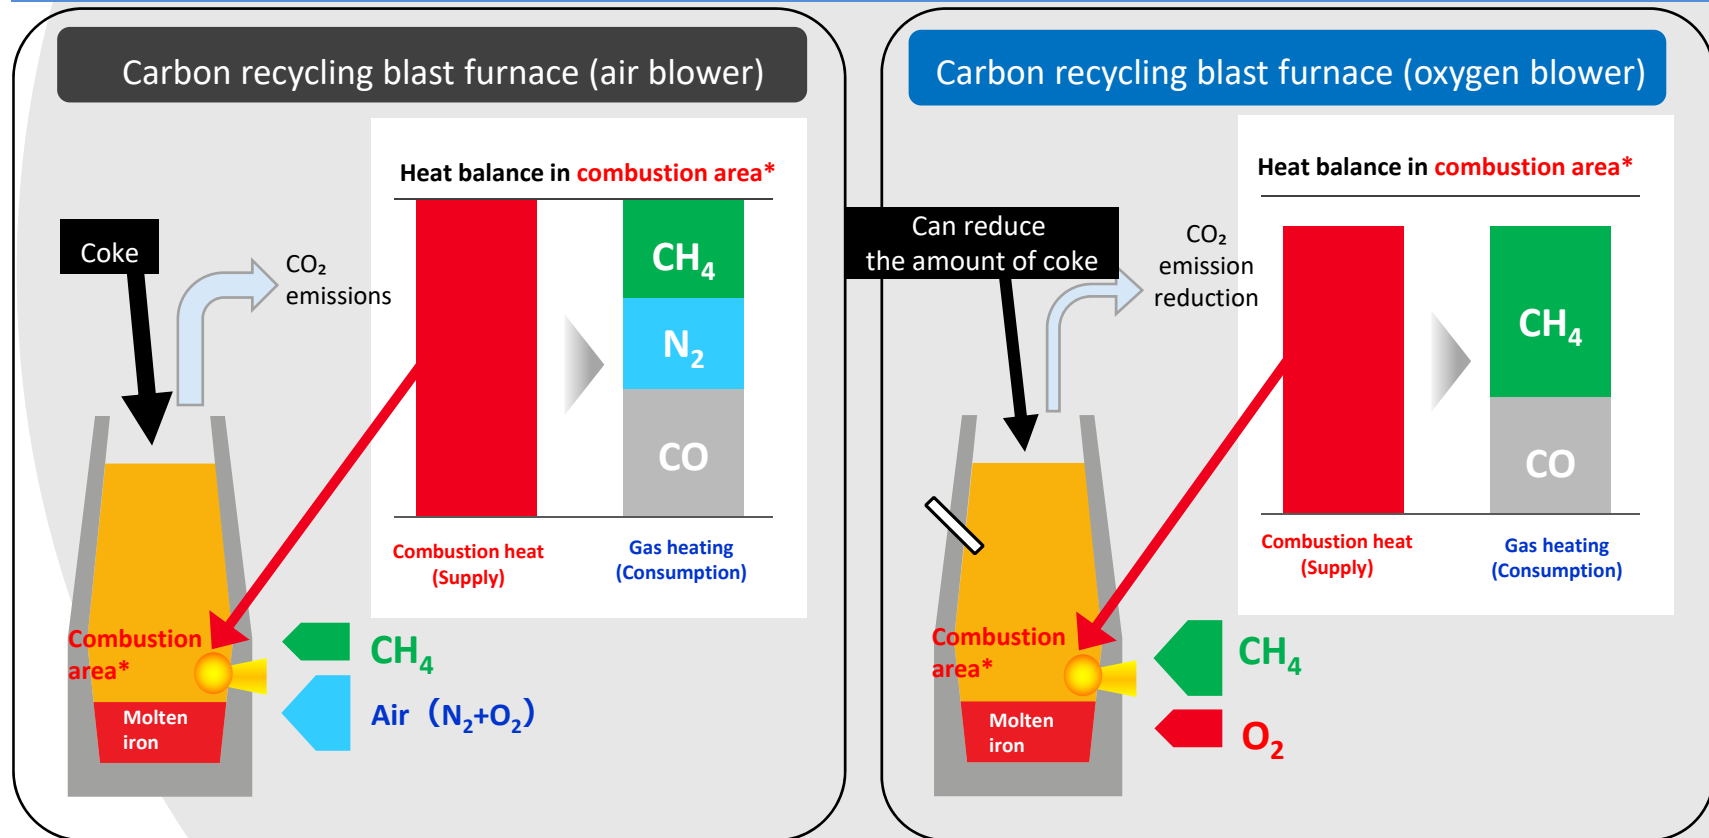 Carbon recycling blast furnace (air blower)
Heat balance in combustion area*
Coke
CO₂
emissions
CH₄
N₂
CO
Combustion heat
(Supply)
Gas heating
(Consumption)
Combustion
area*
CH₄
Air（N₂+O₂）
Molten
iron
Carbon recycling blast furnace (oxygen blower)
Heat balance in combustion area*
Can reduce
the amount of coke
CO₂
emission
reduction
CH₄
CO
Combustion heat
(Supply)
Gas heating
(Consumption)
Combustion
area*
CH₄
O₂
Molten
iron